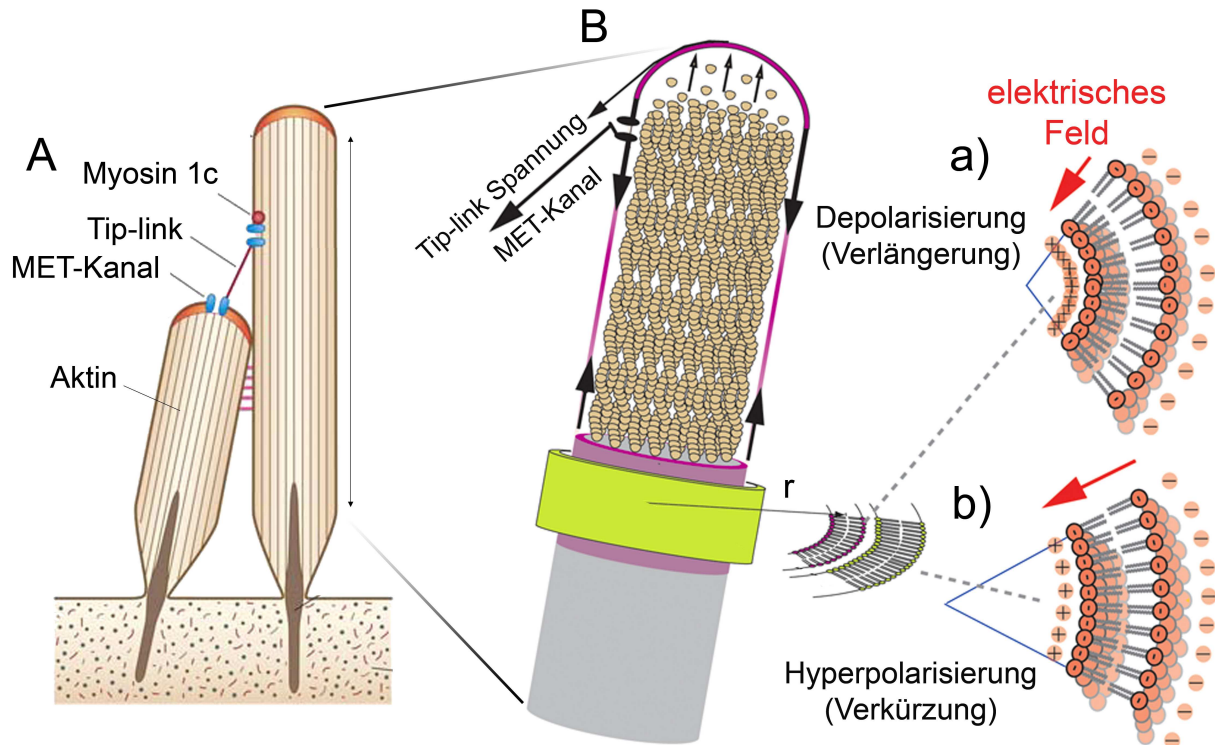 A
Myosin 1c
Tip-link
MET-Kanal
Aktin
B
Tip-link Spannung
MET-Kanal
r
elektrisches
Feld
a)
Depolarisierung
(Verlängerung)
b)
Hyperpolarisierung
(Verkürzung)